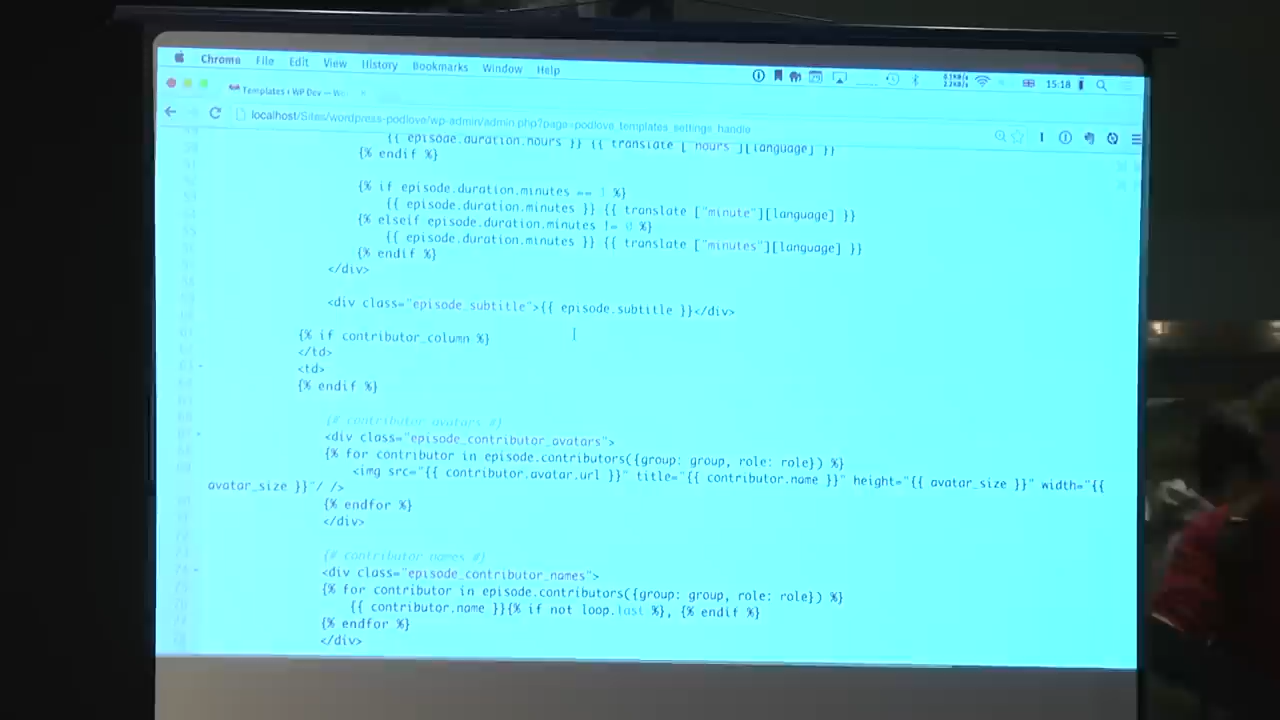 Chrome File Edit View History Bookmarks Window Help 15:18
Templates ‹ WP Dev — Wo
localhost/Sites/wordpress-podlove/wp-admin/admin.php?page=podlove_templates_settings_handle
{{ episode.duration.hours }} {{ translate ["hours"][language] }}
{% endif %}
{% if episode.duration.minutes == 1 %}
{{ episode.duration.minutes }} {{ translate ["minute"][language] }}
{% elseif episode.duration.minutes != 0 %}
{{ episode.duration.minutes }} {{ translate ["minutes"][language] }}
{% endif %}
</div>
<div class="episode_subtitle">{{ episode.subtitle }}</div>
{% if contributor_column %}
</td>
<td>
{% endif %}
{# contributor avatars #}
<div class="episode_contributor_avatars">
{% for contributor in episode.contributors({group: group, role: role}) %}
<img src="{{ contributor.avatar.url }}" title="{{ contributor.name }}" height="{{ avatar_size }}" width="{{
avatar_size }}"/ />
{% endfor %}
</div>
{# contributor names #}
<div class="episode_contributor_names">
{% for contributor in episode.contributors({group: group, role: role}) %}
{{ contributor.name }}{% if not loop.last %}, {% endif %}
{% endfor %}
</div>